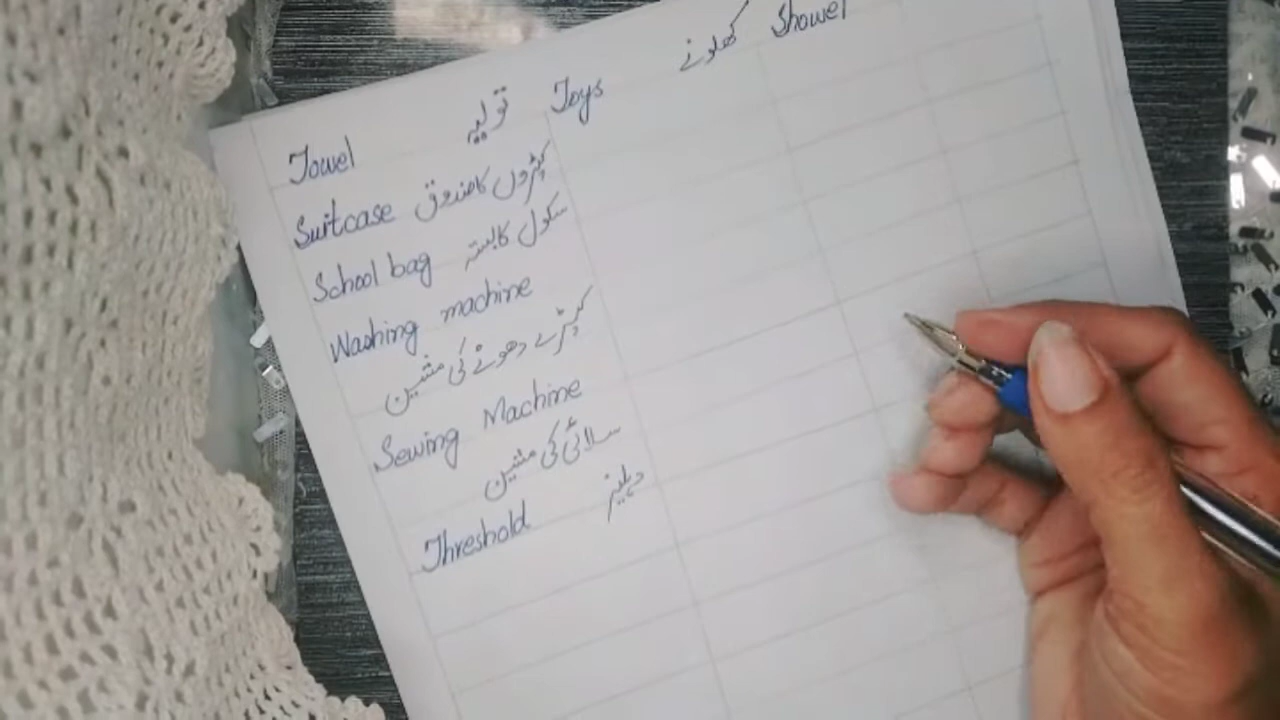 Towel تولیہ Toys کھلونے Showel
Suitcase کپڑوں کا صندوق
School bag سکول کا بستہ
Washing machine
کپڑے دھونے کی مشین
Sewing Machine
سلائی کی مشین
Threshold دہلیز